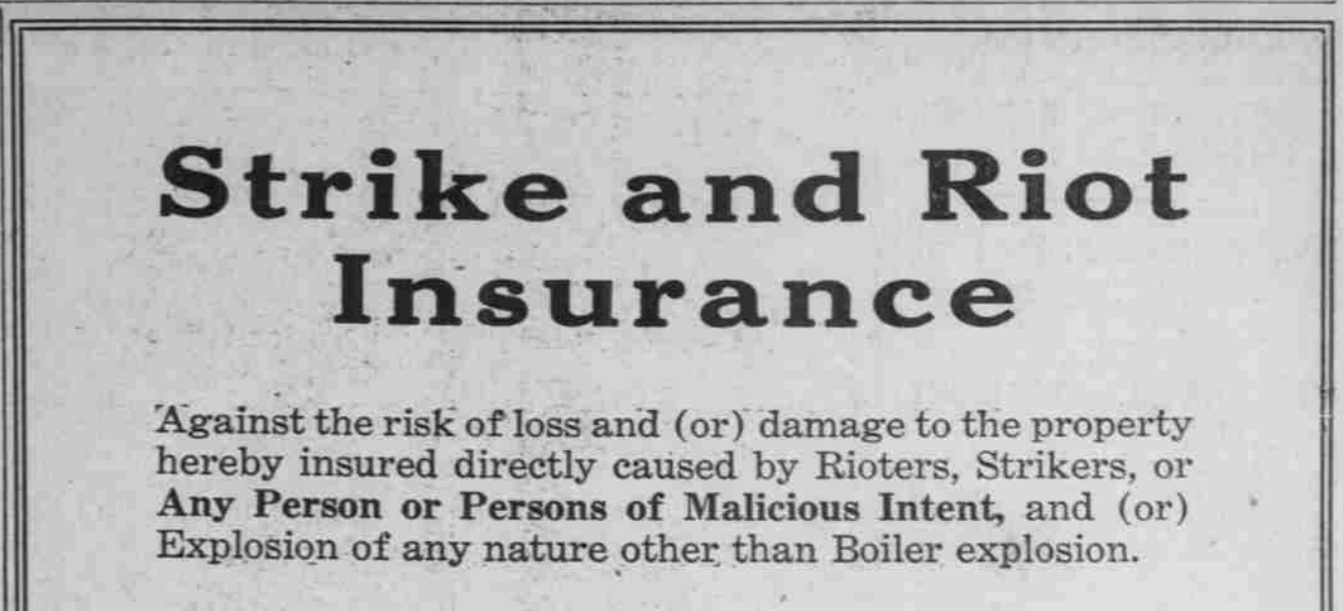 Strike and Riot
Insurance
Against the risk of loss and (or) damage to the property
hereby insured directly caused by Rioters, Strikers, or
Any Person or Persons of Malicious Intent, and (or)
Explosion of any nature other than Boiler explosion.